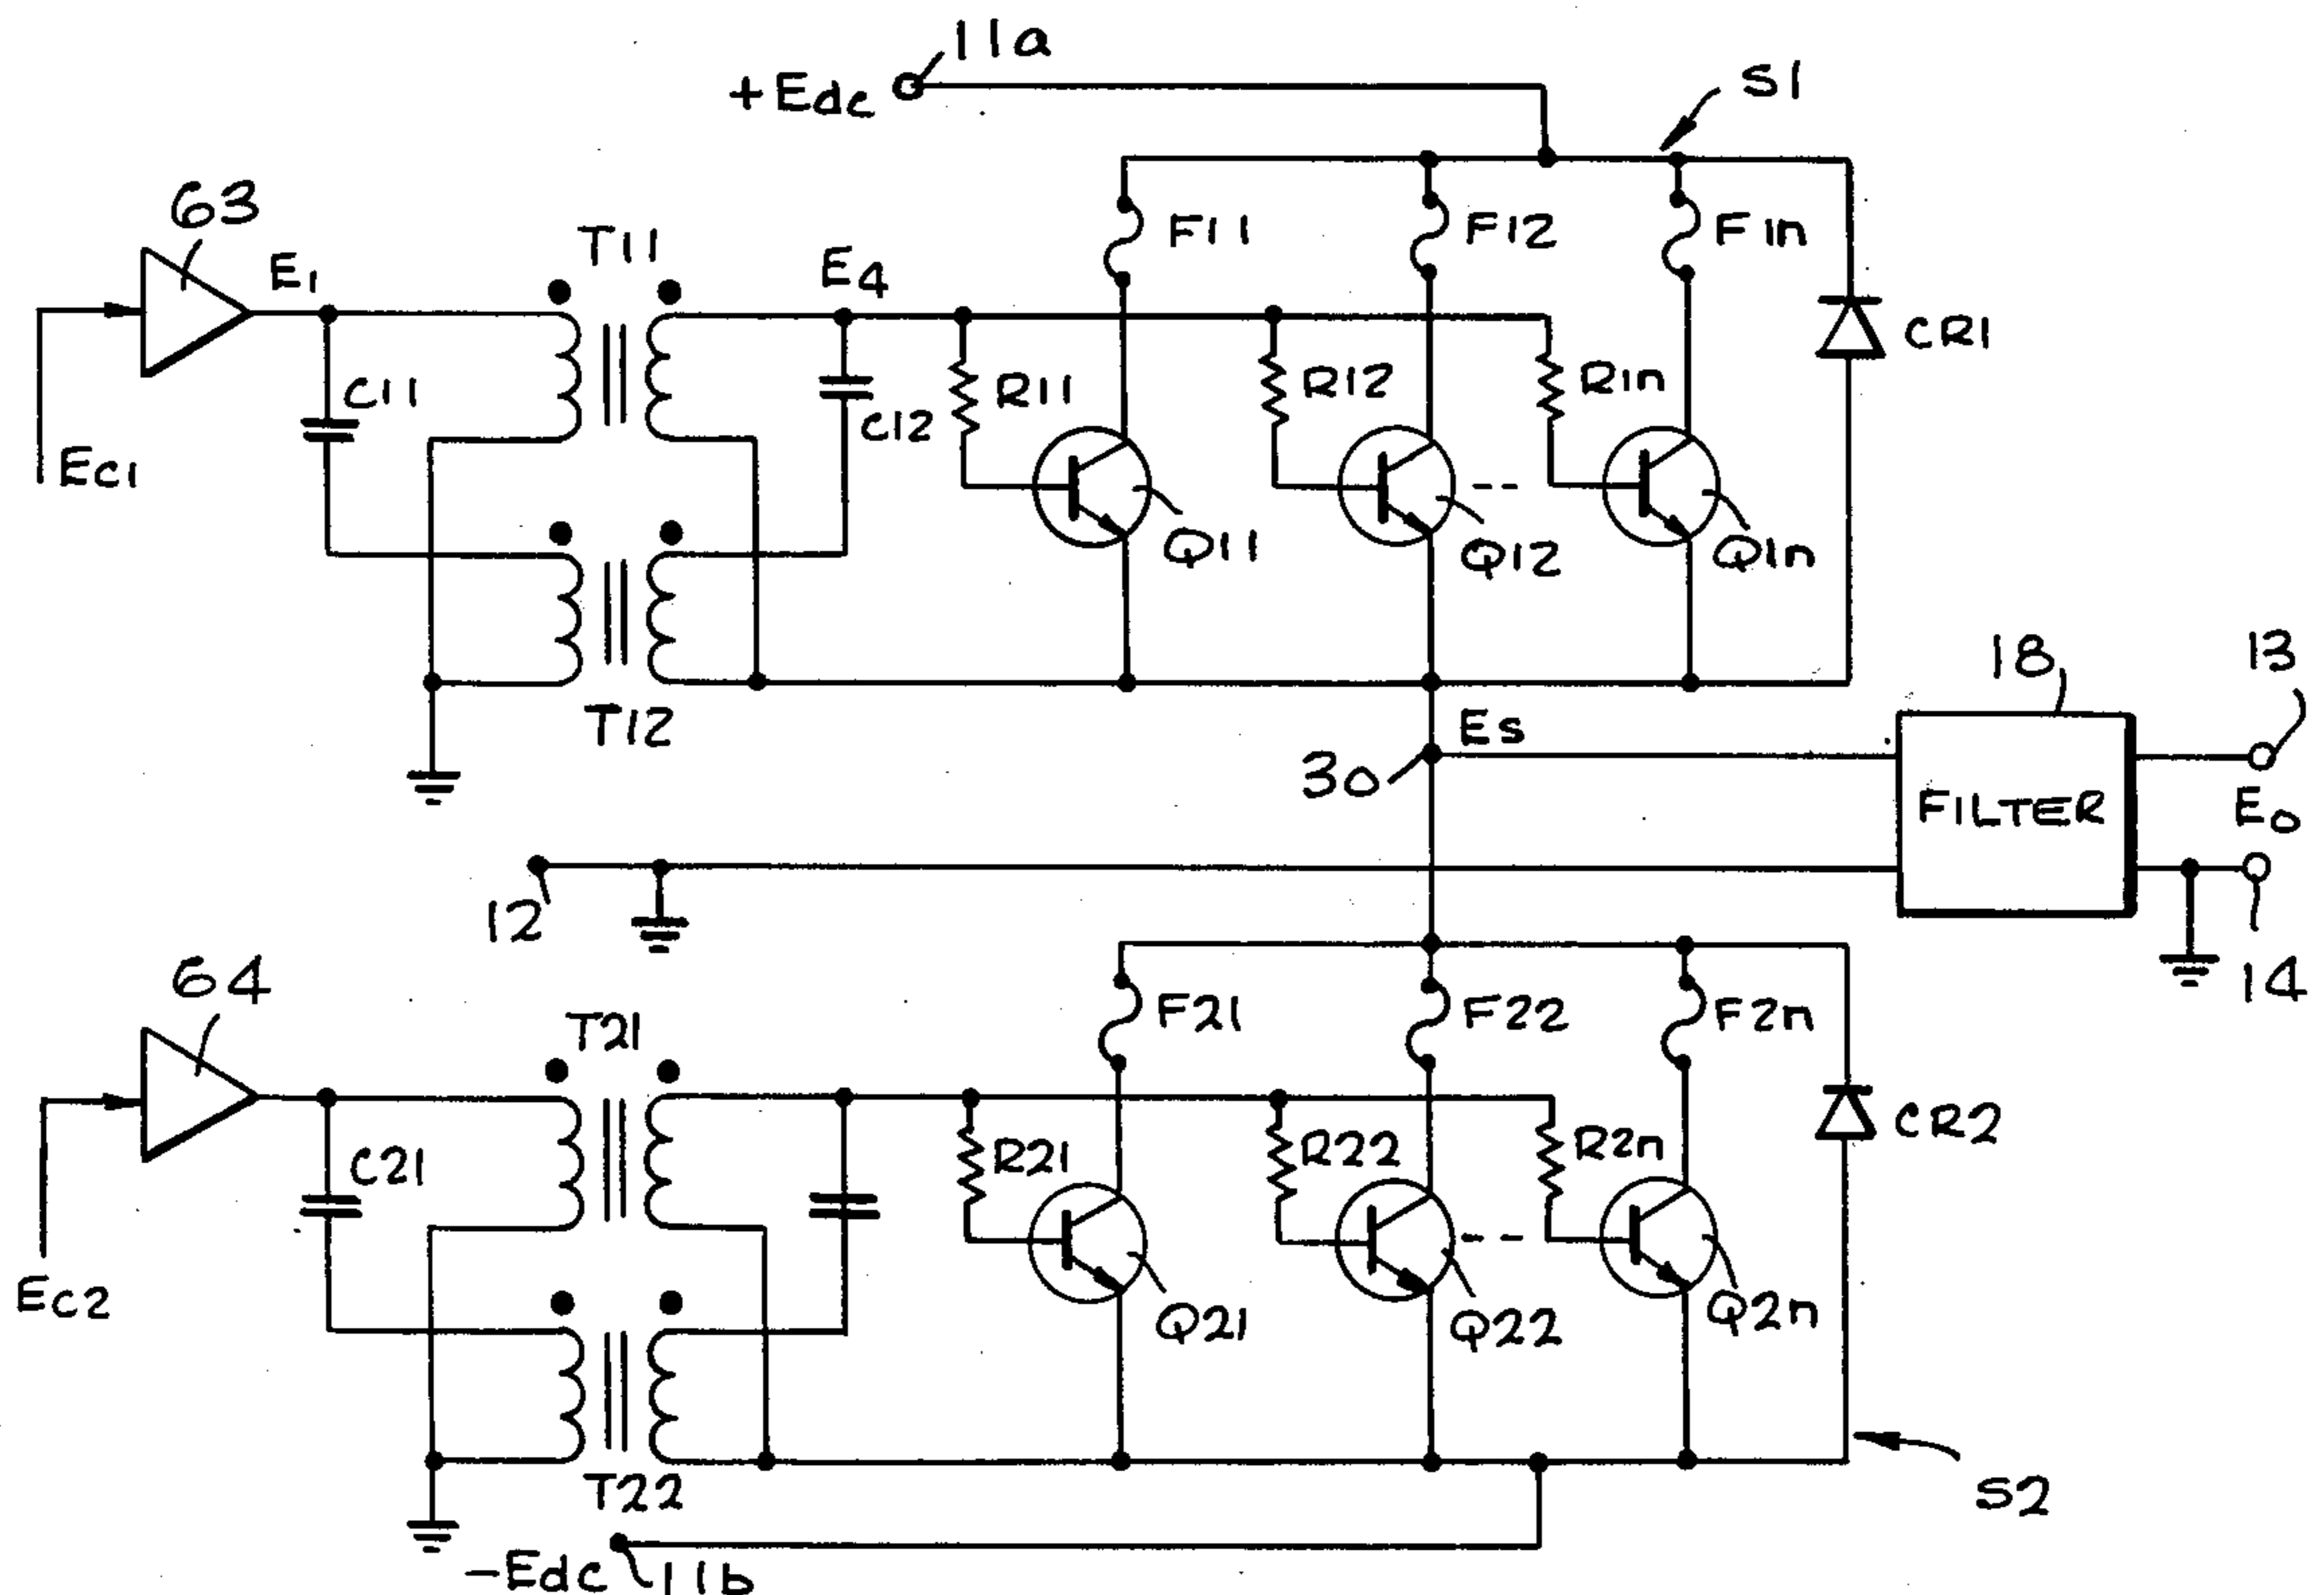 11a
+Edc
S1
63
E1
T11
E4
F11
F12
F1n
CR1
C11
C12
R11
R12
R1n
Ec1
Q11
Q12
Q1n
T12
Es
30
18
13
FILTER
Eo
12
14
64
T21
F21
F22
F2n
CR2
C21
R21
R22
R2n
Ec2
Q21
Q22
Q2n
T22
S2
-Edc
11b